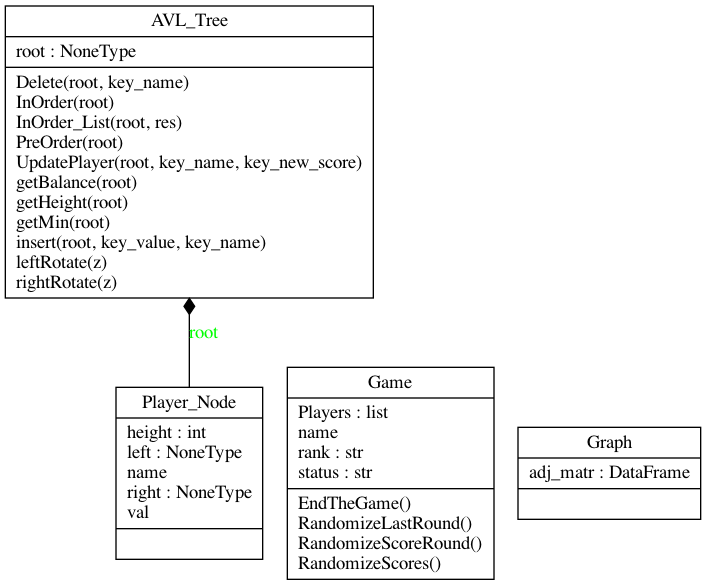 AVL_Tree
root : NoneType
Delete(root, key_name)
InOrder(root)
InOrder_List(root, res)
PreOrder(root)
UpdatePlayer(root, key_name, key_new_score)
getBalance(root)
getHeight(root)
getMin(root)
insert(root, key_value, key_name)
leftRotate(z)
rightRotate(z)
root
Player_Node
height : int
left : NoneType
name
right : NoneType
val
Game
Players : list
name
rank : str
status : str
EndTheGame()
RandomizeLastRound()
RandomizeScoreRound()
RandomizeScores()
Graph
adj_matr : DataFrame